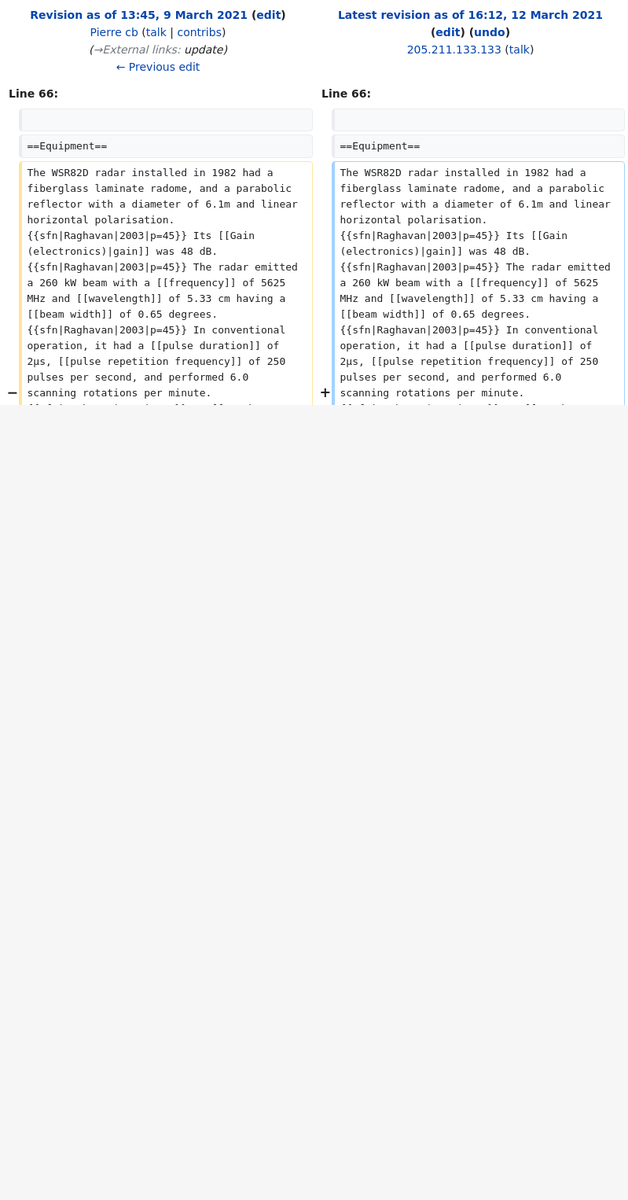 Revision as of 13:45, 9 March 2021 (edit)
Pierre cb (talk | contribs)
(→External links: update)
← Previous edit
Latest revision as of 16:12, 12 March 2021
(edit) (undo)
205.211.133.133 (talk)
Line 66:
Line 66:
==Equipment==
==Equipment==
The WSR82D radar installed in 1982 had a
fiberglass laminate radome, and a parabolic
reflector with a diameter of 6.1m and linear
horizontal polarisation.
{{sfn|Raghavan|2003|p=45}} Its [[Gain
(electronics)|gain]] was 48 dB.
{{sfn|Raghavan|2003|p=45}} The radar emitted
a 260 kW beam with a [[frequency]] of 5625
MHz and [[wavelength]] of 5.33 cm having a
[[beam width]] of 0.65 degrees.
{{sfn|Raghavan|2003|p=45}} In conventional
operation, it had a [[pulse duration]] of
2μs, [[pulse repetition frequency]] of 250
pulses per second, and performed 6.0
− scanning rotations per minute.
The WSR82D radar installed in 1982 had a
fiberglass laminate radome, and a parabolic
reflector with a diameter of 6.1m and linear
horizontal polarisation.
{{sfn|Raghavan|2003|p=45}} Its [[Gain
(electronics)|gain]] was 48 dB.
{{sfn|Raghavan|2003|p=45}} The radar emitted
a 260 kW beam with a [[frequency]] of 5625
MHz and [[wavelength]] of 5.33 cm having a
[[beam width]] of 0.65 degrees.
{{sfn|Raghavan|2003|p=45}} In conventional
operation, it had a [[pulse duration]] of
2μs, [[pulse repetition frequency]] of 250
pulses per second, and performed 6.0
+ scanning rotations per minute.